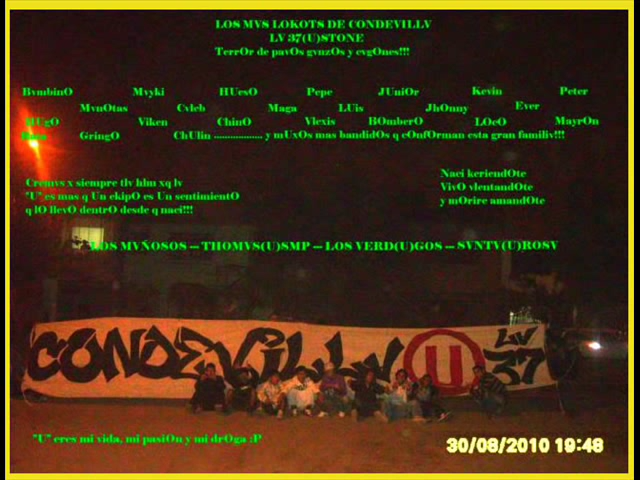 LOS MVS LOKOTS DE CONDEVILLV
LV 37(U)STONE
TerrOr de pavOs gvnzOs y cvgOnes!!!
BvmbinO Mvyki HUesO Pepe JUniOr Kevin Peter
MvnOtas Cvleb Maga LUis JhOnny Ever
HUgO Viken ChinO Vlexis BOmberO LOcO MayrOn
GringO ChUlin .................. y mUxOs mas bandidOs q cOnfOrman esta gran familiv!!!
Cremvs x siempre tlv hlm xq lv
"U" es mas q Un ekipO es Un sentimientO
q lO llevO dentrO desde q naci!!!
Naci keriendOte
VivO vlentandOte
y mOrire amandOte
LOS MVÑOSOS -- THOMVS(U)SMP -- LOS VERD(U)GOS -- SVNTV(U)ROSV
CONDEVILLV U LV 37
"U" eres mi vida, mi pasiOn y mi drOga :P
30/08/2010 19:48